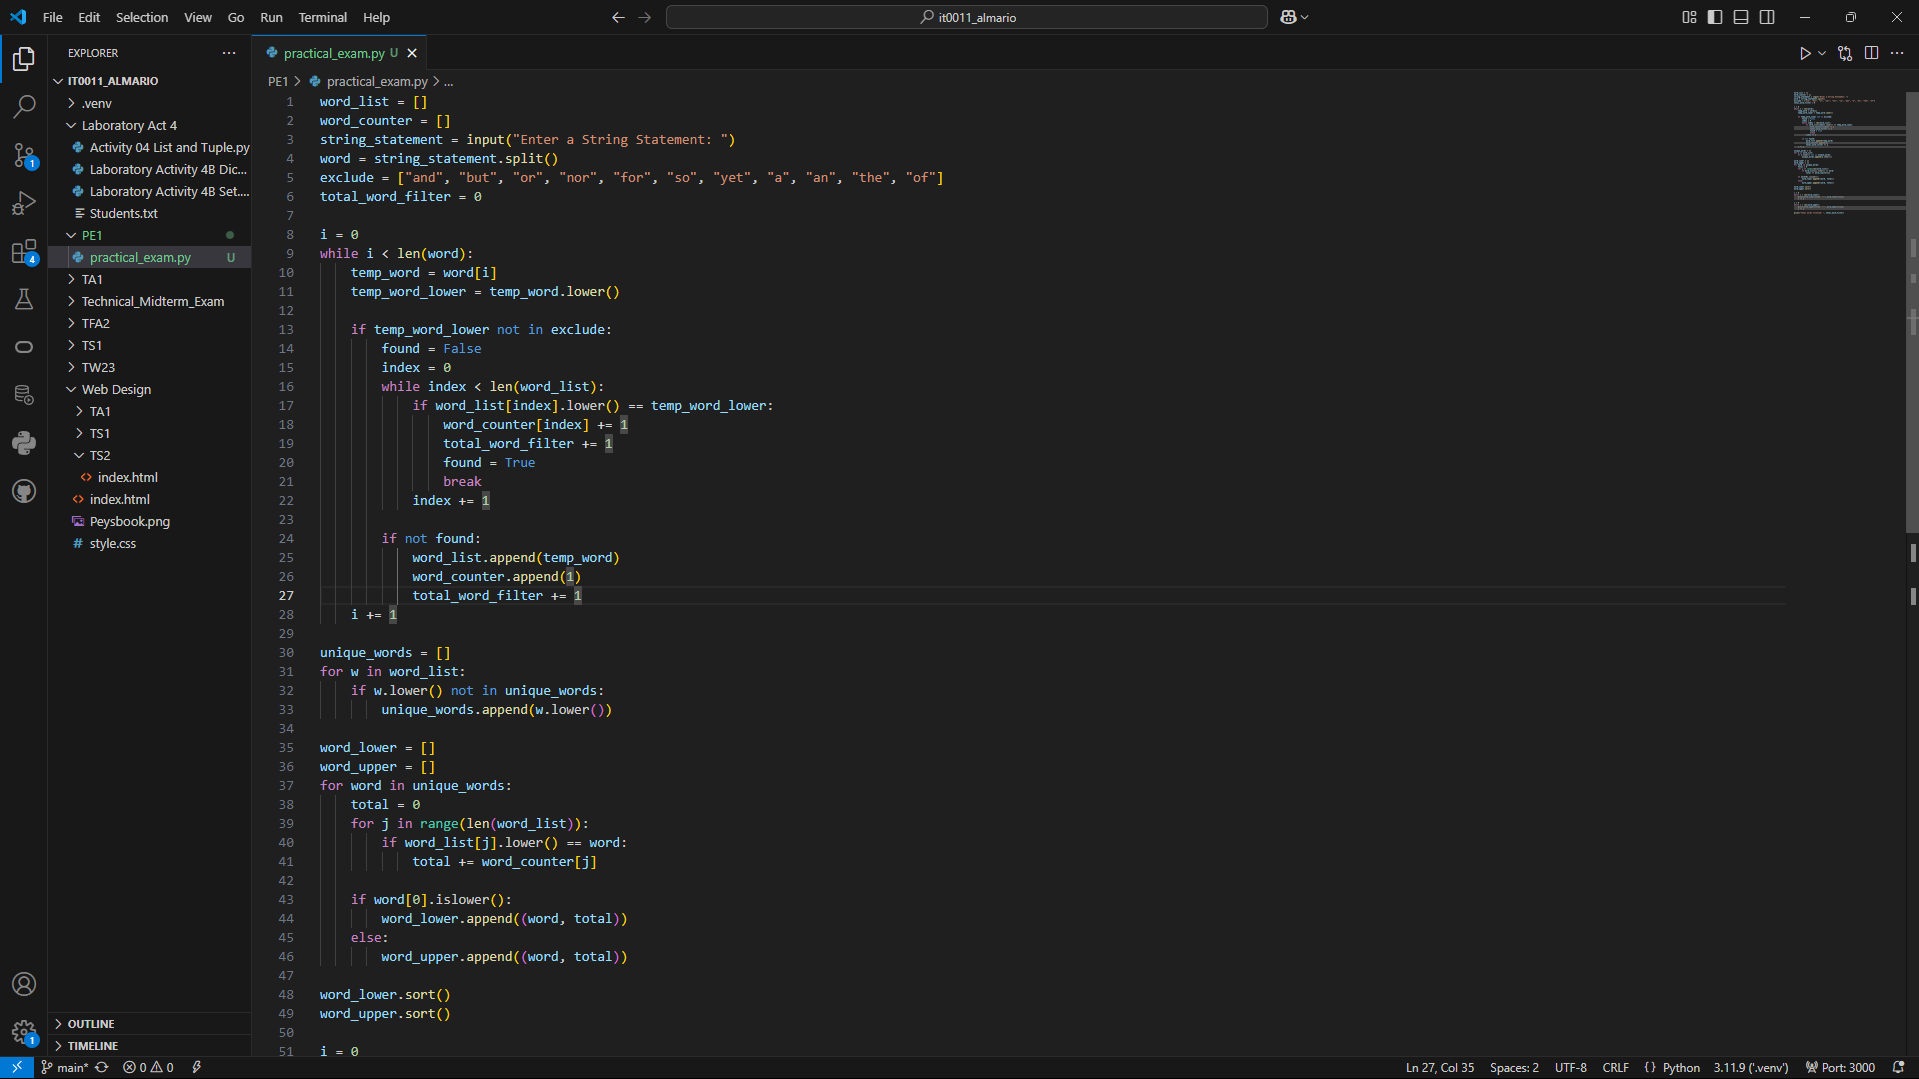 File Edit Selection View Go Run Terminal Help
it0011_almario
EXPLORER
IT0011_ALMARIO
.venv
Laboratory Act 4
Activity 04 List and Tuple.py
Laboratory Activity 4B Dic...
Laboratory Activity 4B Set....
Students.txt
PE1
practical_exam.py U
TA1
Technical_Midterm_Exam
TFA2
TS1
TW23
Web Design
TA1
TS1
TS2
index.html
index.html
Peysbook.png
style.css
OUTLINE
TIMELINE
1
4
1
practical_exam.py U
PE1 > practical_exam.py > ...
1 word_list = []
2 word_counter = []
3 string_statement = input("Enter a String Statement: ")
4 word = string_statement.split()
5 exclude = ["and", "but", "or", "nor", "for", "so", "yet", "a", "an", "the", "of"]
6 total_word_filter = 0
7
8 i = 0
9 while i < len(word):
10 temp_word = word[i]
11 temp_word_lower = temp_word.lower()
12
13 if temp_word_lower not in exclude:
14 found = False
15 index = 0
16 while index < len(word_list):
17 if word_list[index].lower() == temp_word_lower:
18 word_counter[index] += 1
19 total_word_filter += 1
20 found = True
21 break
22 index += 1
23
24 if not found:
25 word_list.append(temp_word)
26 word_counter.append(1)
27 total_word_filter += 1
28 i += 1
29
30 unique_words = []
31 for w in word_list:
32 if w.lower() not in unique_words:
33 unique_words.append(w.lower())
34
35 word_lower = []
36 word_upper = []
37 for word in unique_words:
38 total = 0
39 for j in range(len(word_list)):
40 if word_list[j].lower() == word:
41 total += word_counter[j]
42
43 if word[0].islower():
44 word_lower.append((word, total))
45 else:
46 word_upper.append((word, total))
47
48 word_lower.sort()
49 word_upper.sort()
50
51 i = 0
main* 0 0 Ln 27, Col 35 Spaces: 2 UTF-8 CRLF {} Python 3.11.9 ('.venv') Port: 3000